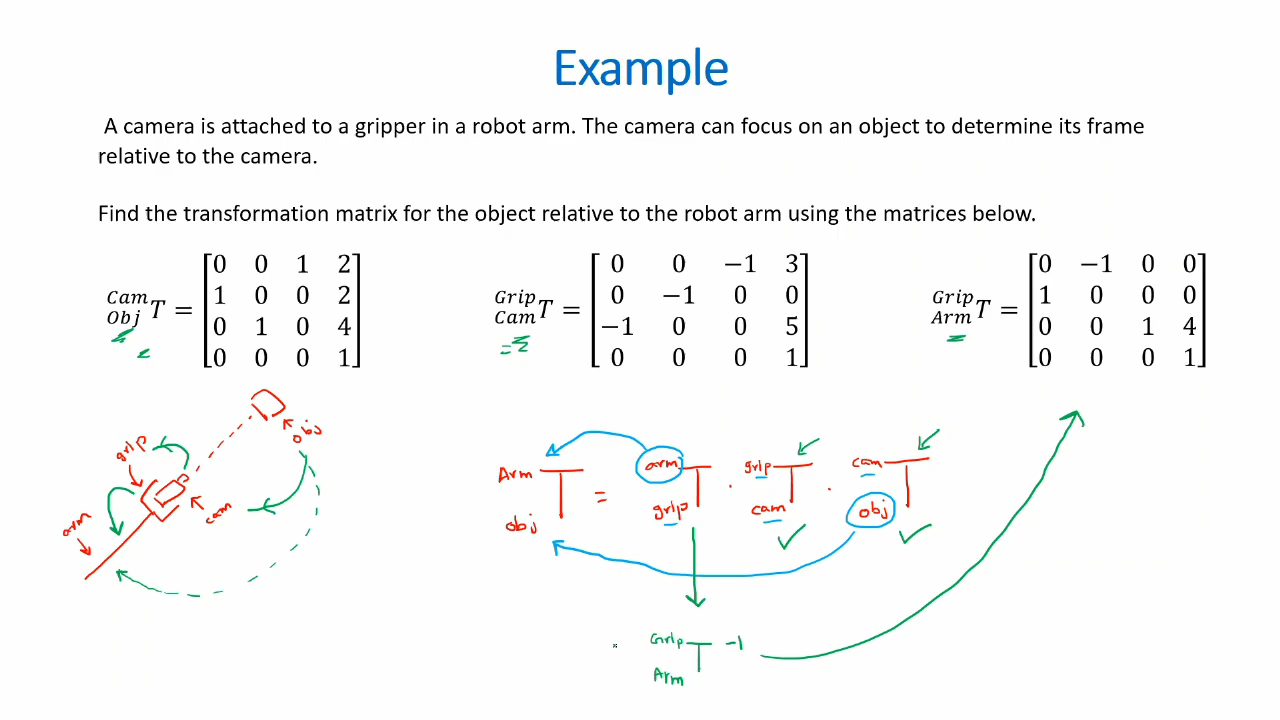 Example
A camera is attached to a gripper in a robot arm. The camera can focus on an object to determine its frame
relative to the camera.
Find the transformation matrix for the object relative to the robot arm using the matrices below.
Cam
Obj T =
0 0 1 2
1 0 0 2
0 1 0 4
0 0 0 1
Grip
Cam T =
0 0 −1 3
0 −1 0 0
−1 0 0 5
0 0 0 1
Grip
Arm T =
0 −1 0 0
1 0 0 0
0 0 1 4
0 0 0 1
obj
grip
cam
arm
Arm T obj = arm T grip . grip T cam . cam T obj
Grip T -1
Arm